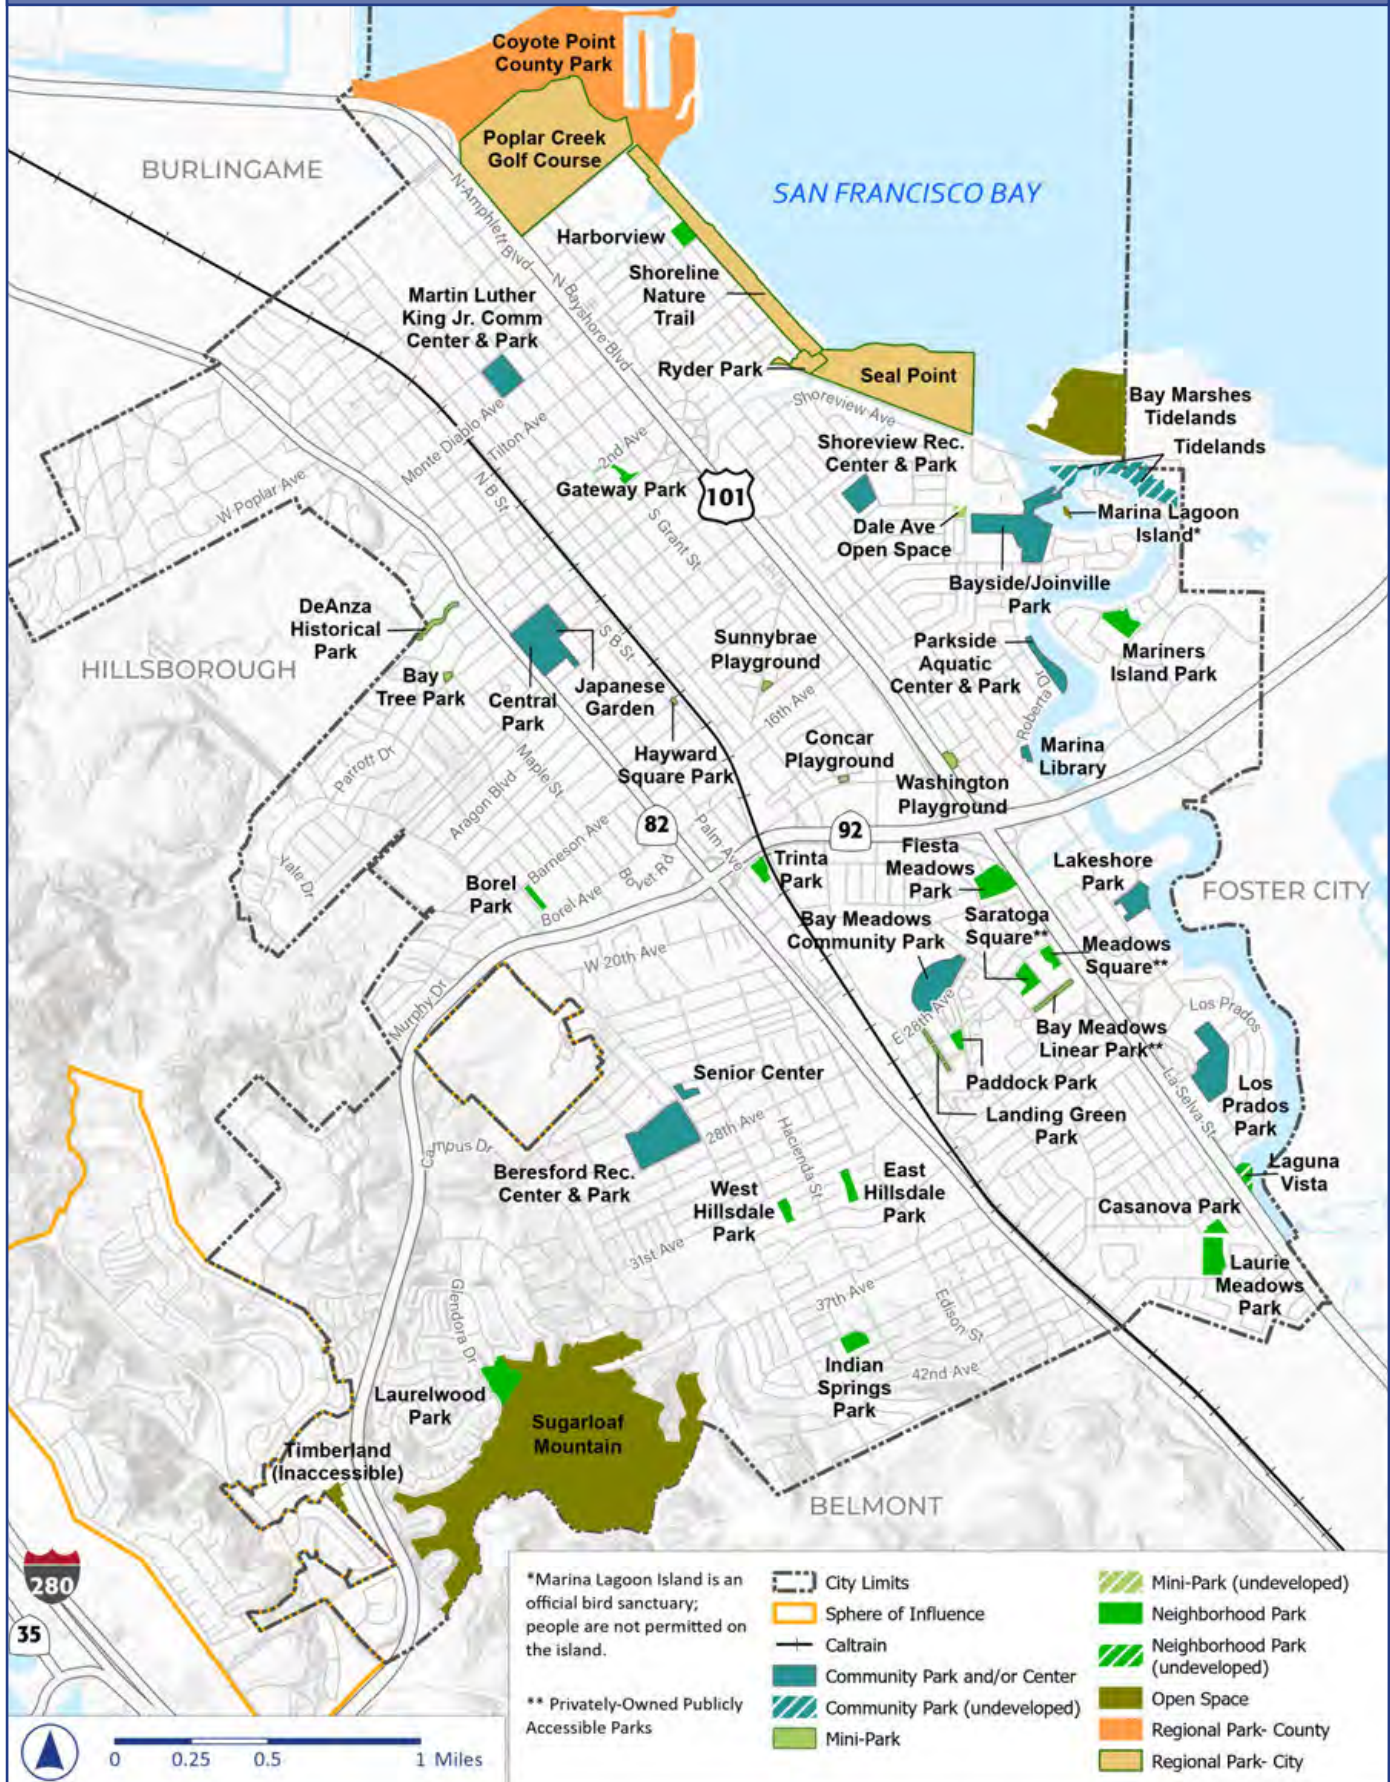 Coyote Point
County Park
Poplar Creek
Golf Course
BURLINGAME
SAN FRANCISCO BAY
N Amphlett Blvd
Harborview
N Bayshore Blvd
Shoreline
Nature
Trail
Martin Luther
King Jr. Comm
Center & Park
Ryder Park
Seal Point
Shoreview Ave
Bay Marshes
Tidelands
Tidelands
Monte Diablo Ave
Tilton Ave
2nd Ave
Shoreview Rec.
Center & Park
W Poplar Ave
N B St
Gateway Park
101
S Grant St
Dale Ave
Open Space
Marina Lagoon
Island*
Bayside/Joinville
Park
DeAnza
Historical
Park
S B St
Sunnybrae
Playground
Parkside
Aquatic
Center & Park
Mariners
Island Park
HILLSBOROUGH
Bay
Tree Park
Central
Park
Japanese
Garden
16th Ave
Roberta Dr
Hayward
Square Park
Concar
Playground
Marina
Library
Washington
Playground
Parrott Dr
Maple St
Aragon Blvd
82
Palm Ave
92
Barneson Ave
Bovet Rd
Yale Dr
Borel
Park
Borel Ave
Trinta
Park
Fiesta
Meadows
Park
Lakeshore
Park
FOSTER CITY
Bay Meadows
Community Park
Saratoga
Square**
Meadows
Square**
W 20th Ave
Murphy Dr
E 28th Ave
Bay Meadows
Linear Park**
Los Prados
Paddock Park
Landing Green
Park
Los
Prados
Park
La Selva St
Senior Center
28th Ave
Hacienda St
Campus Dr
Beresford Rec.
Center & Park
West
Hillsdale
Park
East
Hillsdale
Park
Laguna
Vista
Casanova Park
31st Ave
Laurie
Meadows
Park
Glendora Dr
37th Ave
Edison St
Indian
Springs
Park
42nd Ave
Laurelwood
Park
Sugarloaf
Mountain
Timberland
(Inaccessible)
BELMONT
280
35
0 0.25 0.5 1 Miles
*Marina Lagoon Island is an
official bird sanctuary;
people are not permitted on
the island.
** Privately-Owned Publicly
Accessible Parks
City Limits
Sphere of Influence
Caltrain
Community Park and/or Center
Community Park (undeveloped)
Mini-Park
Mini-Park (undeveloped)
Neighborhood Park
Neighborhood Park
(undeveloped)
Open Space
Regional Park- County
Regional Park- City